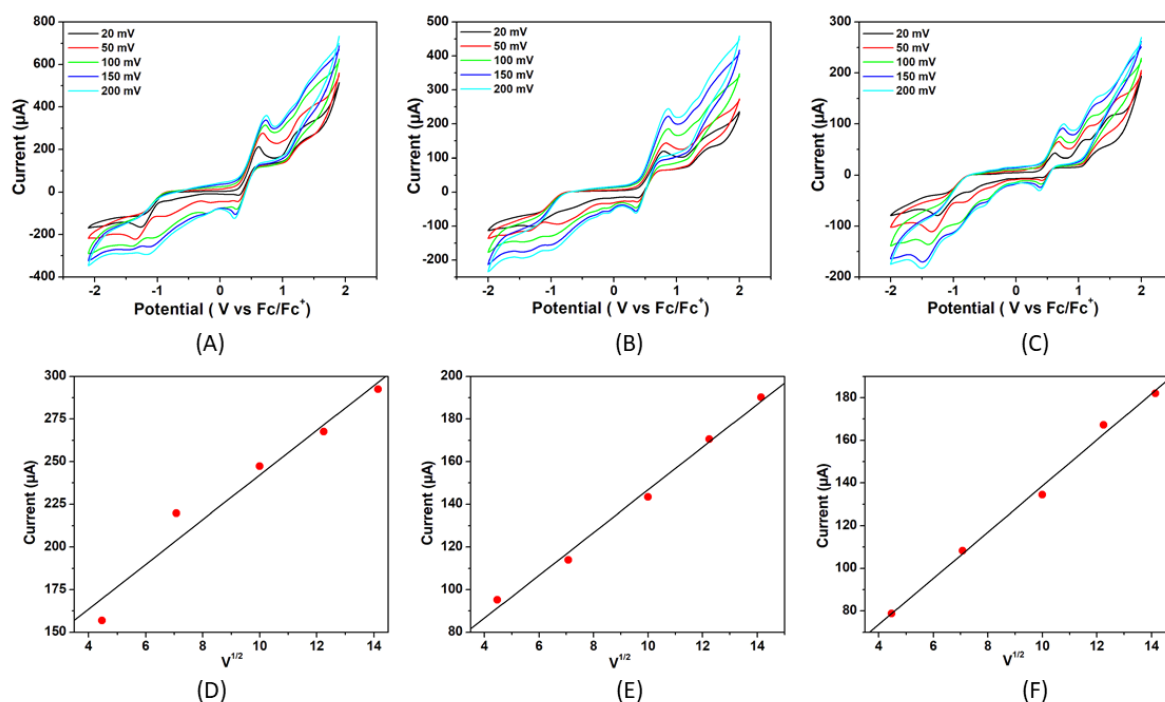 800
600
400
200
0
-200
-400
-2
-1
0
1
2
20 mV
50 mV
100 mV
150 mV
200 mV
Current (µA)
Potential ( V vs Fc/Fc+)
(A)
500
400
300
200
100
0
-100
-200
-2
-1
0
1
2
20 mV
50 mV
100 mV
150 mV
200 mV
Current (µA)
Potential ( V vs Fc/Fc+)
(B)
300
200
100
0
-100
-200
-2
-1
0
1
2
20 mV
50 mV
100 mV
150 mV
200 mV
Current (µA)
Potential ( V vs Fc/Fc+)
(C)
300
275
250
225
200
175
150
4
6
8
10
12
14
Current (µA)
V1/2
(D)
200
180
160
140
120
100
80
4
6
8
10
12
14
Current (µA)
V1/2
(E)
180
160
140
120
100
80
4
6
8
10
12
14
Current (µA)
V1/2
(F)